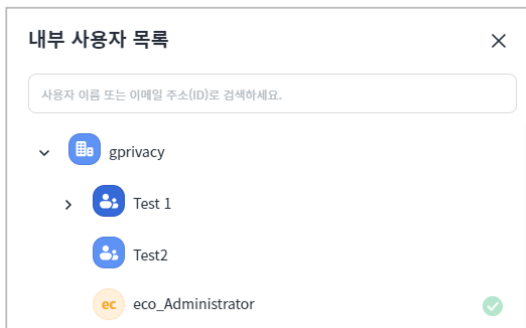 내부 사용자 목록
사용자 이름 또는 이메일 주소(ID)로 검색하세요.
gprivacy
Test 1
Test2
ec eco_Administrator